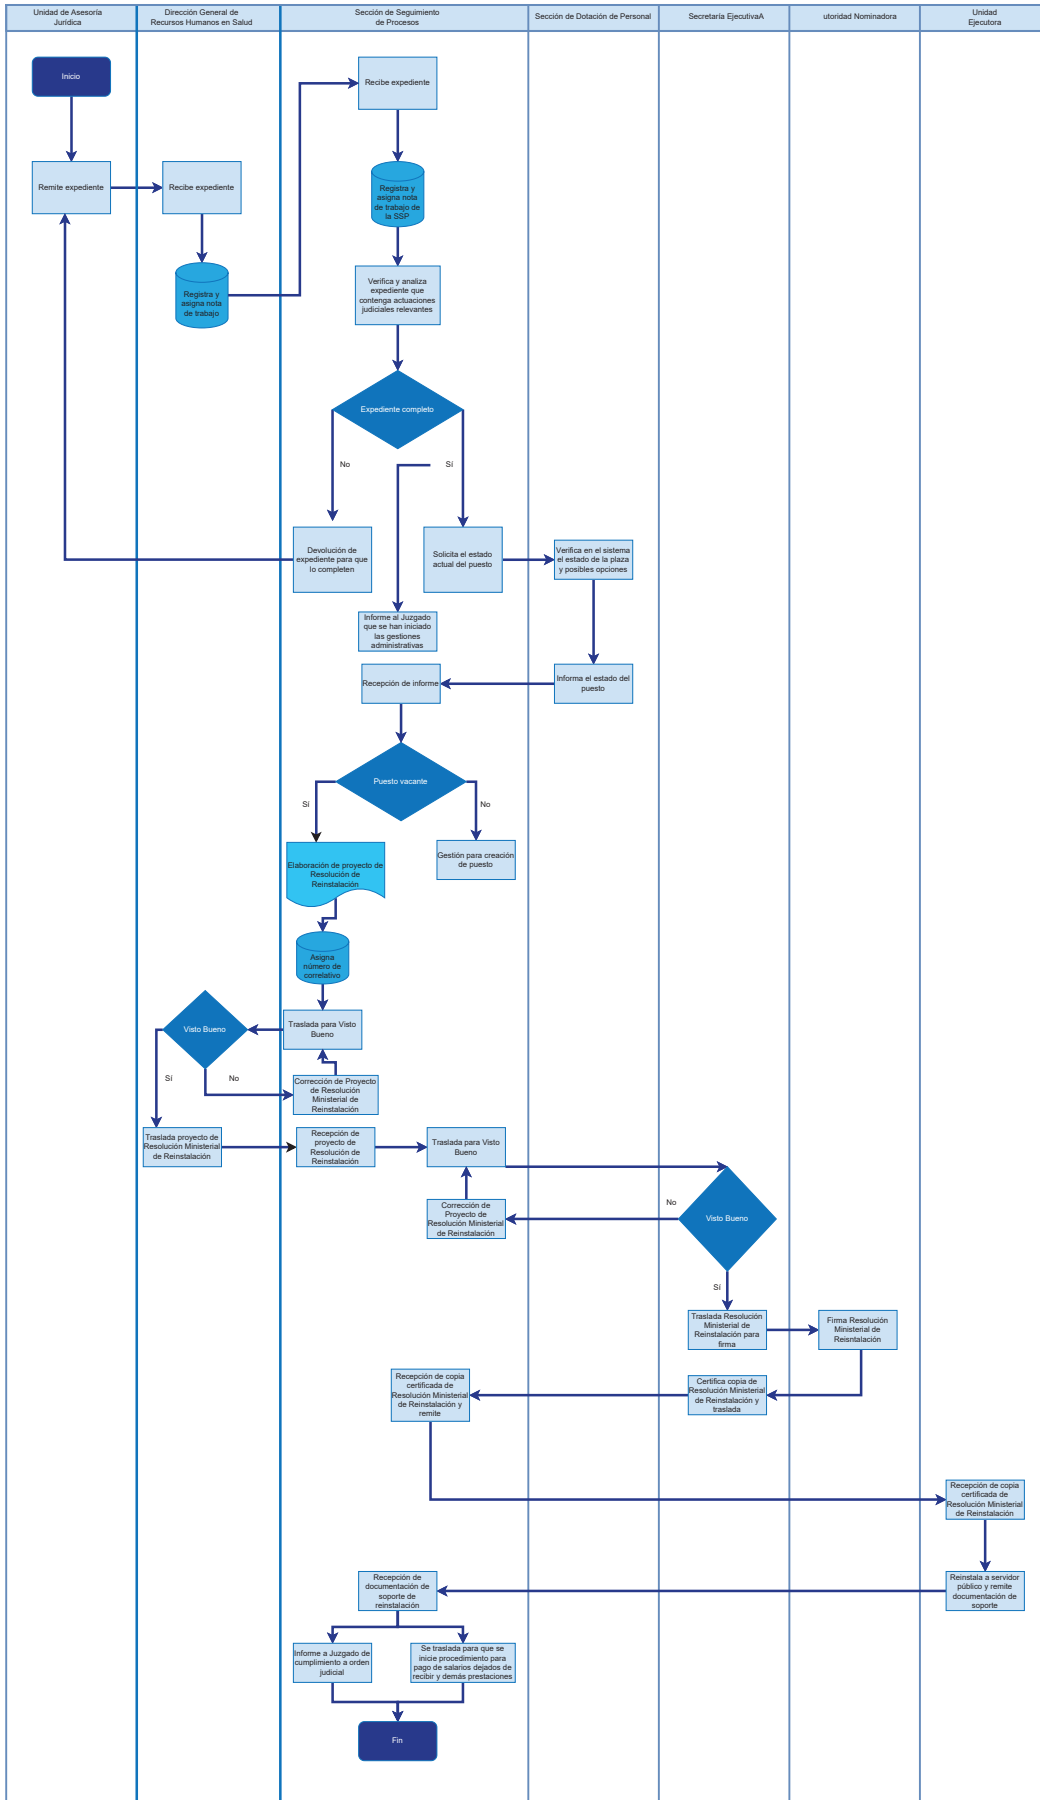 Unidad de Asesoría
Jurídica
Dirección General de
Recursos Humanos en Salud
Sección de Seguimiento
de Procesos
Sección de Dotación de Personal
Secretaría EjecutivaA
utoridad Nominadora
Unidad
Ejecutora
Inicio
Recibe expediente
Remite expediente
Recibe expediente
Registra y
asigna nota
de trabajo de
la SSP
Registra y
asigna nota
de trabajo
Verifica y analiza
expediente que
contenga actuaciones
judiciales relevantes
Expediente completo
No
Sí
Devolución de
expediente para que
lo completen
Solicita el estado
actual del puesto
Verifica en el sistema
el estado de la plaza
y posibles opciones
Informe al Juzgado
que se han iniciado
las gestiones
administrativas
Recepción de informe
Informa el estado del
puesto
Puesto vacante
Sí
No
Elaboración de proyecto de
Resolución de
Reinstalación
Gestión para creación
de puesto
Asigna
número de
correlativo
Visto Bueno
Traslada para Visto
Bueno
Sí
No
Corrección de Proyecto
de Resolución
Ministerial de
Reinstalación
Traslada proyecto de
Resolución Ministerial
de Reinstalación
Recepción de
proyecto de
Resolución de
Reinstalación
Traslada para Visto
Bueno
Corrección de
Proyecto de
Resolución Ministerial
de Reinstalación
No
Visto Bueno
Sí
Traslada Resolución
Ministerial de
Reinstalación para
firma
Firma Resolución
Ministerial de
Reisntalación
Recepción de copia
certificada de
Resolución Ministerial
de Reinstalación y
remite
Certifica copia de
Resolución Ministerial
de Reinstalación y
traslada
Recepción de copia
certificada de
Resolución Ministerial
de Reinstalación
Recepción de
documentación de
soporte de
reinstalación
Reinstala a servidor
público y remite
documentación de
soporte
Informe a Juzgado de
cumplimiento a orden
judicial
Se traslada para que se
inicie procedimiento para
pago de salarios dejados de
recibir y demás prestaciones
Fin